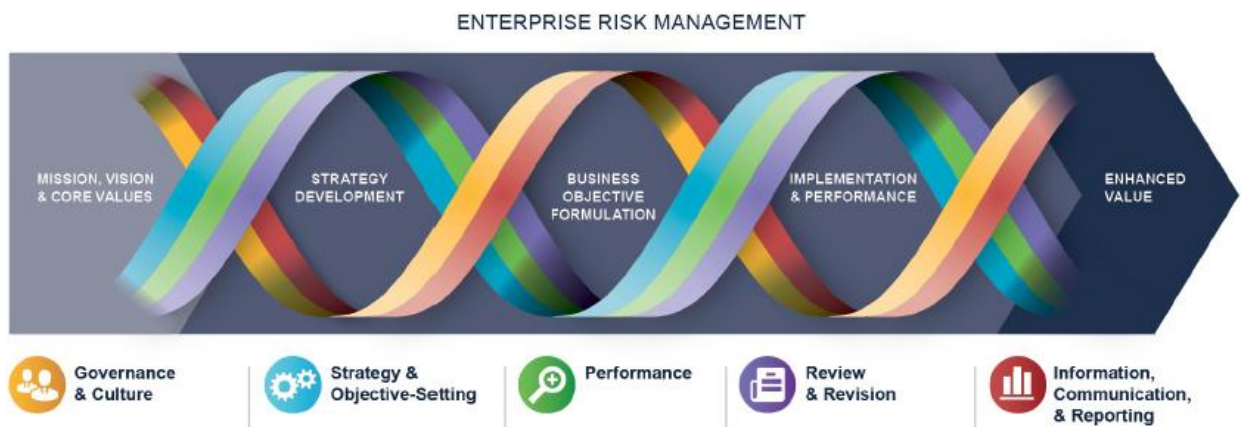 ENTERPRISE RISK MANAGEMENT
MISSION, VISION
& CORE VALUES
STRATEGY
DEVELOPMENT
BUSINESS
OBJECTIVE
FORMULATION
IMPLEMENTATION
& PERFORMANCE
ENHANCED
VALUE
Governance
& Culture
Strategy &
Objective-Setting
Performance
Review
& Revision
Information,
Communication,
& Reporting